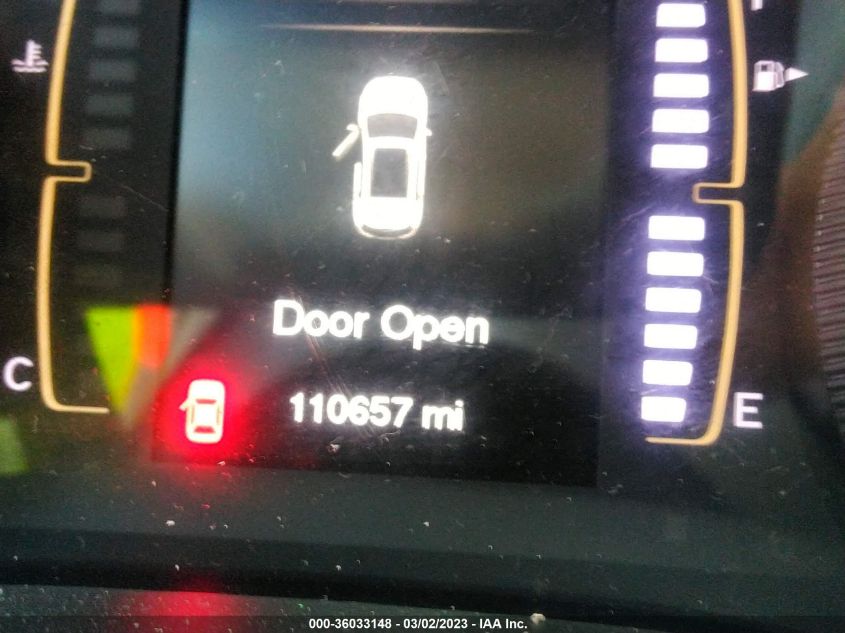 Door Open
C
110657 mi
E
000-36033148 — 03/02/2023 — IAA Inc.